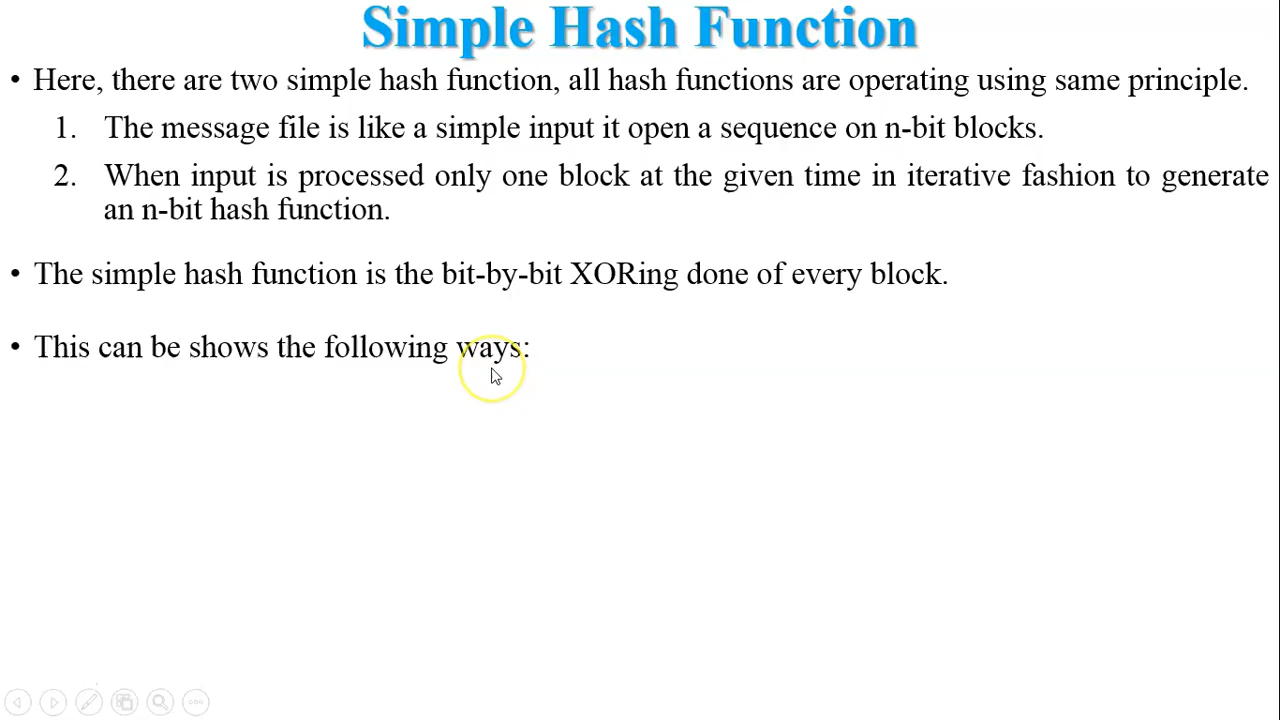 Simple Hash Function
• Here, there are two simple hash function, all hash functions are operating using same principle.
1. The message file is like a simple input it open a sequence on n-bit blocks.
2. When input is processed only one block at the given time in iterative fashion to generate
an n-bit hash function.
• The simple hash function is the bit-by-bit XORing done of every block.
• This can be shows the following ways: